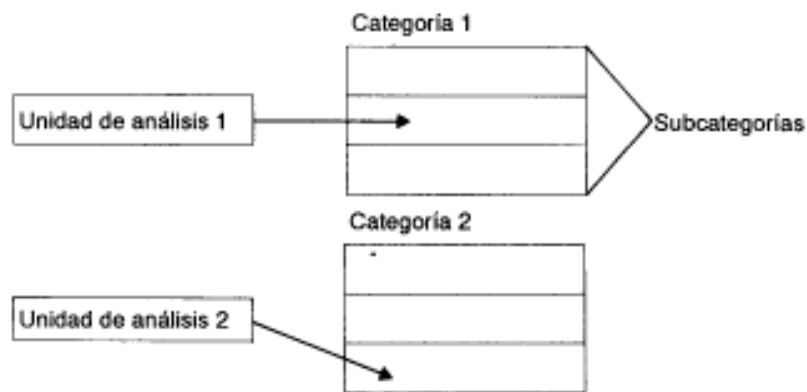 Categoría 1
Unidad de análisis 1
Subcategorías
Categoría 2
Unidad de análisis 2